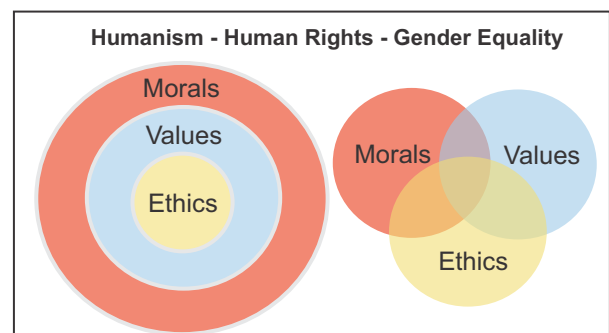 Humanism - Human Rights - Gender Equality
Morals
Values
Ethics
Morals
Values
Ethics